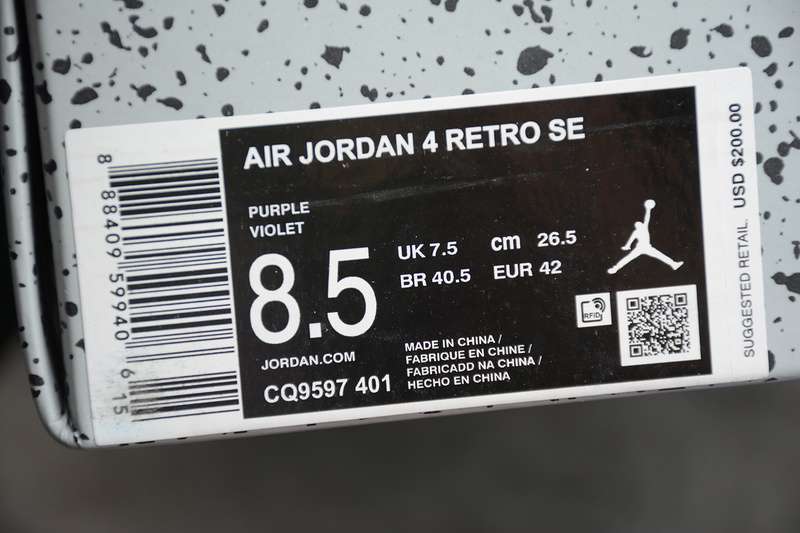 AIR JORDAN 4 RETRO SE
PURPLE
VIOLET
8.5
UK 7.5 cm 26.5
BR 40.5 EUR 42
JORDAN.COM
CQ9597 401
MADE IN CHINA /
FABRIQUE EN CHINE /
FABRICADD NA CHINA /
HECHO EN CHINA
RFID
8 88409 59940 6 15
SUGGESTED RETAIL. USD $200.00